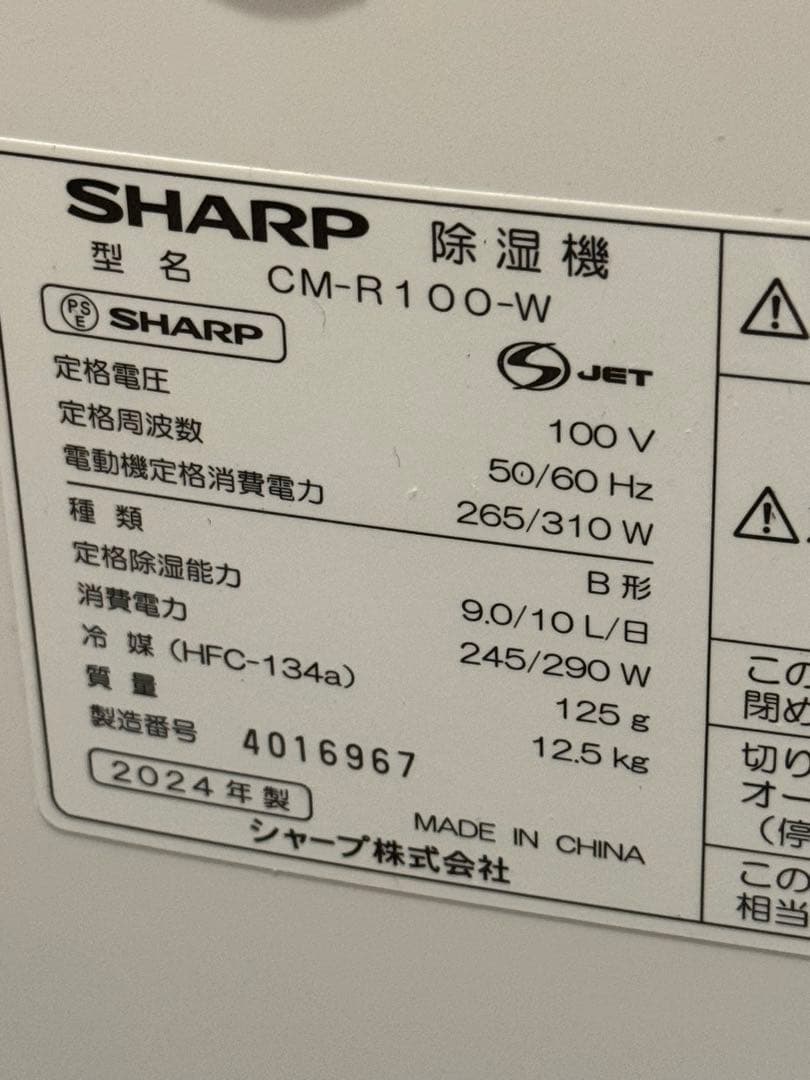 SHARP 除湿機
型名 CM-R100-W
PSE SHARP
S JET
定格電圧 100 V
定格周波数 50/60 Hz
電動機定格消費電力 265/310 W
種類 B 形
定格除湿能力 9.0/10 L/日
消費電力 245/290 W
冷媒(HFC-134a) 125 g
質量 12.5 kg
製造番号 4016967
2024年製 MADE IN CHINA
シャープ株式会社
この
閉め
切り
オー
(停
この
相当